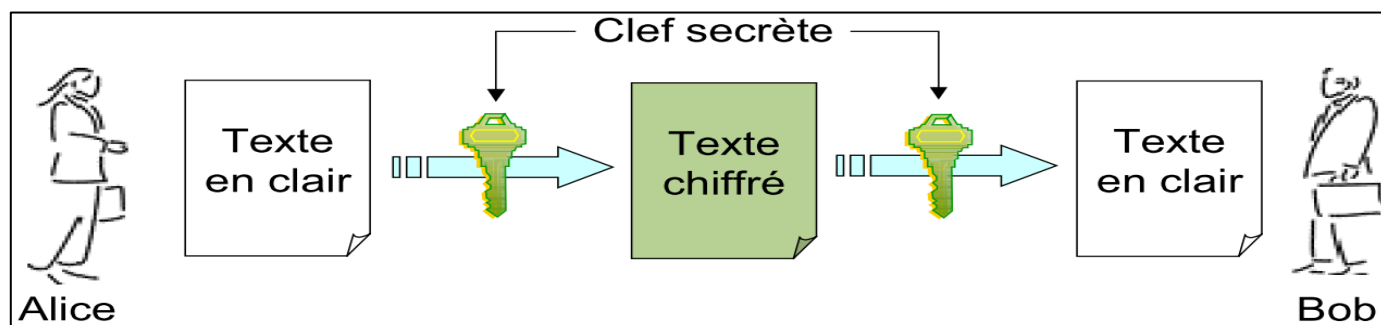 Clef secrète
Texte
en clair
Texte
chiffré
Texte
en clair
Alice
Bob